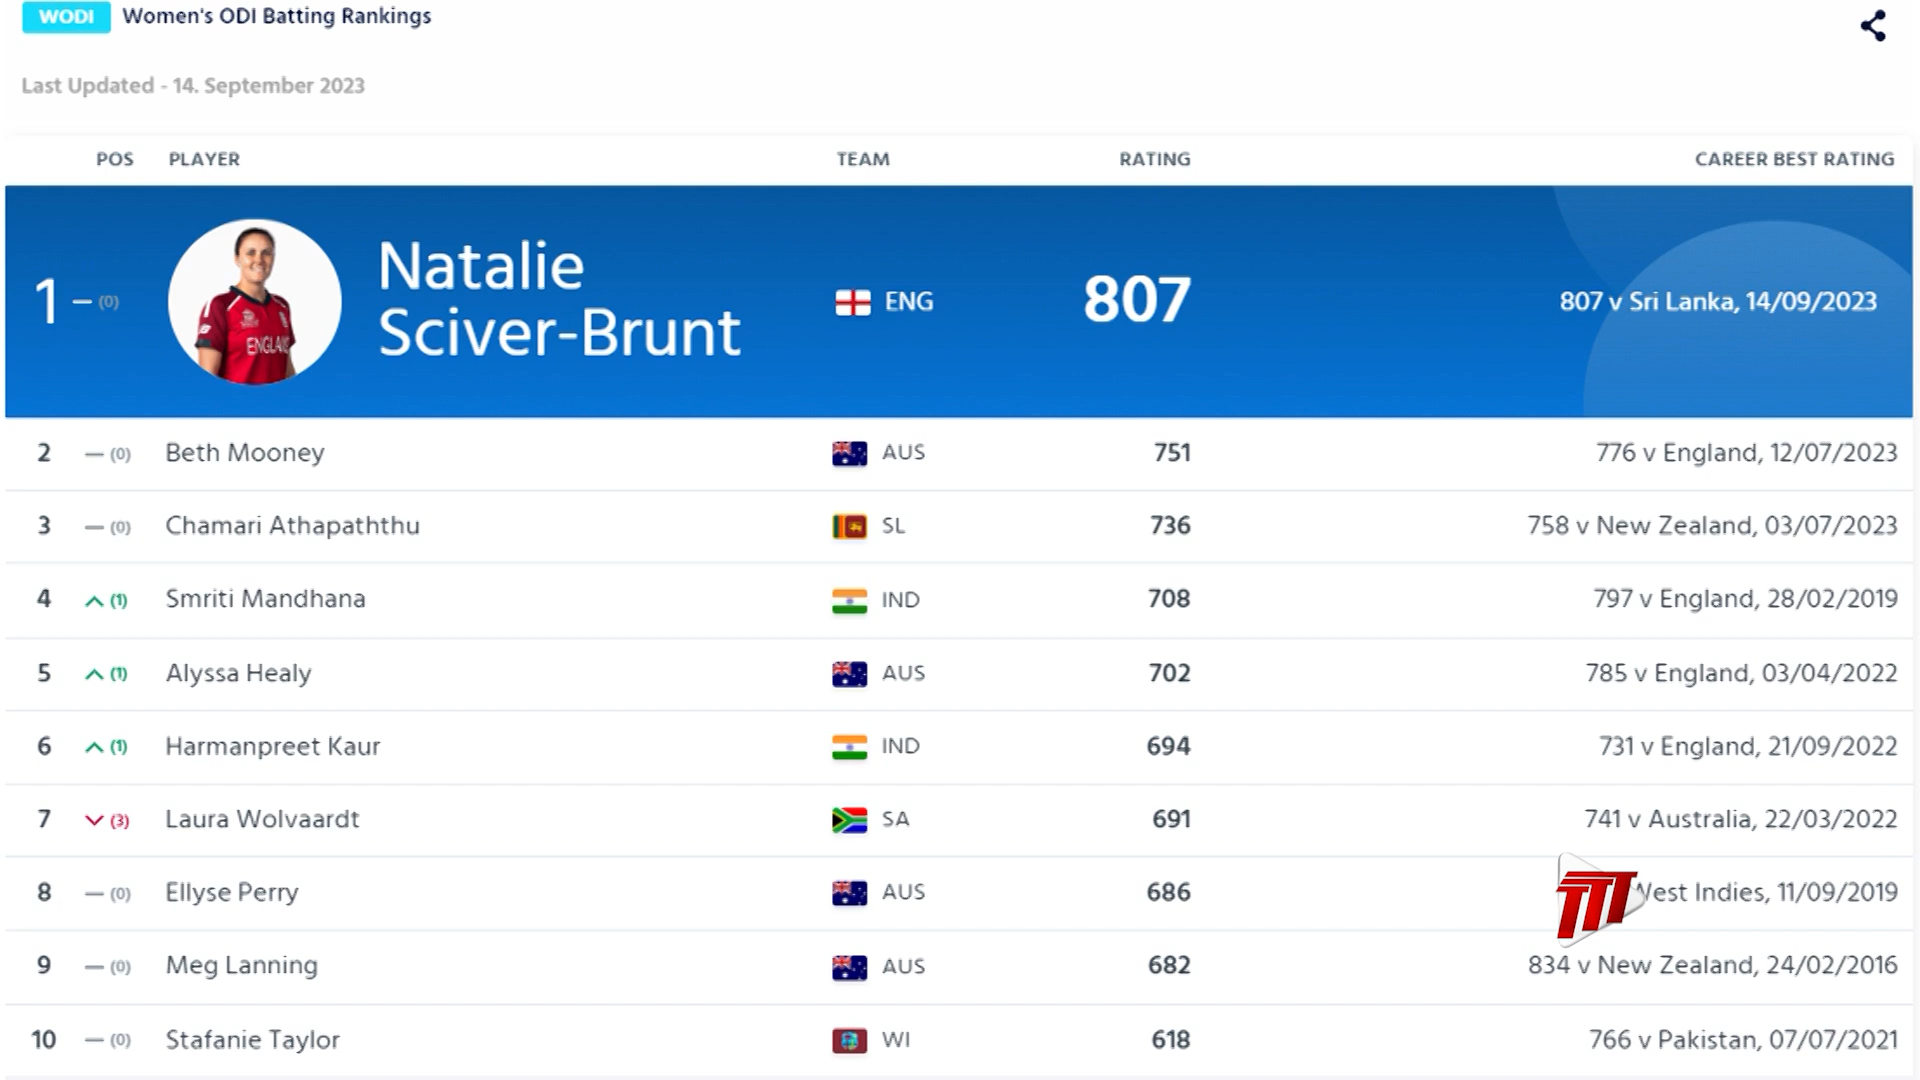 WODI Women's ODI Batting Rankings
Last Updated - 14. September 2023
POS PLAYER TEAM RATING CAREER BEST RATING
1 – (0) Natalie Sciver-Brunt ENG 807 807 v Sri Lanka, 14/09/2023
ENGLAND
2 — (0) Beth Mooney AUS 751 776 v England, 12/07/2023
3 — (0) Chamari Athapaththu SL 736 758 v New Zealand, 03/07/2023
4 (1) Smriti Mandhana IND 708 797 v England, 28/02/2019
5 (1) Alyssa Healy AUS 702 785 v England, 03/04/2022
6 (1) Harmanpreet Kaur IND 694 731 v England, 21/09/2022
7 (3) Laura Wolvaardt SA 691 741 v Australia, 22/03/2022
8 — (0) Ellyse Perry AUS 686 West Indies, 11/09/2019
TTT
9 — (0) Meg Lanning AUS 682 834 v New Zealand, 24/02/2016
10 — (0) Stafanie Taylor WI 618 766 v Pakistan, 07/07/2021